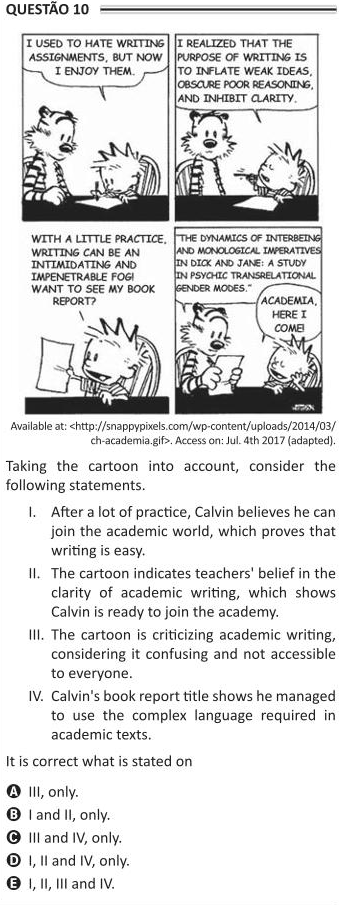 QUESTÃO 10
I USED TO HATE WRITING
ASSIGNMENTS, BUT NOW
I ENJOY THEM.
I REALIZED THAT THE
PURPOSE OF WRITING IS
TO INFLATE WEAK IDEAS,
OBSCURE POOR REASONING,
AND INHIBIT CLARITY.
WITH A LITTLE PRACTICE,
WRITING CAN BE AN
INTIMIDATING AND
IMPENETRABLE FOG!
WANT TO SEE MY BOOK
REPORT?
"THE DYNAMICS OF INTERBEING
AND MONOLOGICAL IMPERATIVES
IN DICK AND JANE: A STUDY
IN PSYCHIC TRANSRELATIONAL
GENDER MODES."
ACADEMIA,
HERE I
COME!
Available at: <http://snappypixels.com/wp-content/uploads/2014/03/
ch-academia.gif>. Access on: Jul. 4th 2017 (adapted).
Taking the cartoon into account, consider the
following statements.
I. After a lot of practice, Calvin believes he can
join the academic world, which proves that
writing is easy.
II. The cartoon indicates teachers' belief in the
clarity of academic writing, which shows
Calvin is ready to join the academy.
III. The cartoon is criticizing academic writing,
considering it confusing and not accessible
to everyone.
IV. Calvin's book report title shows he managed
to use the complex language required in
academic texts.
It is correct what is stated on
A III, only.
B I and II, only.
C III and IV, only.
D I, II and IV, only.
E I, II, III and IV.